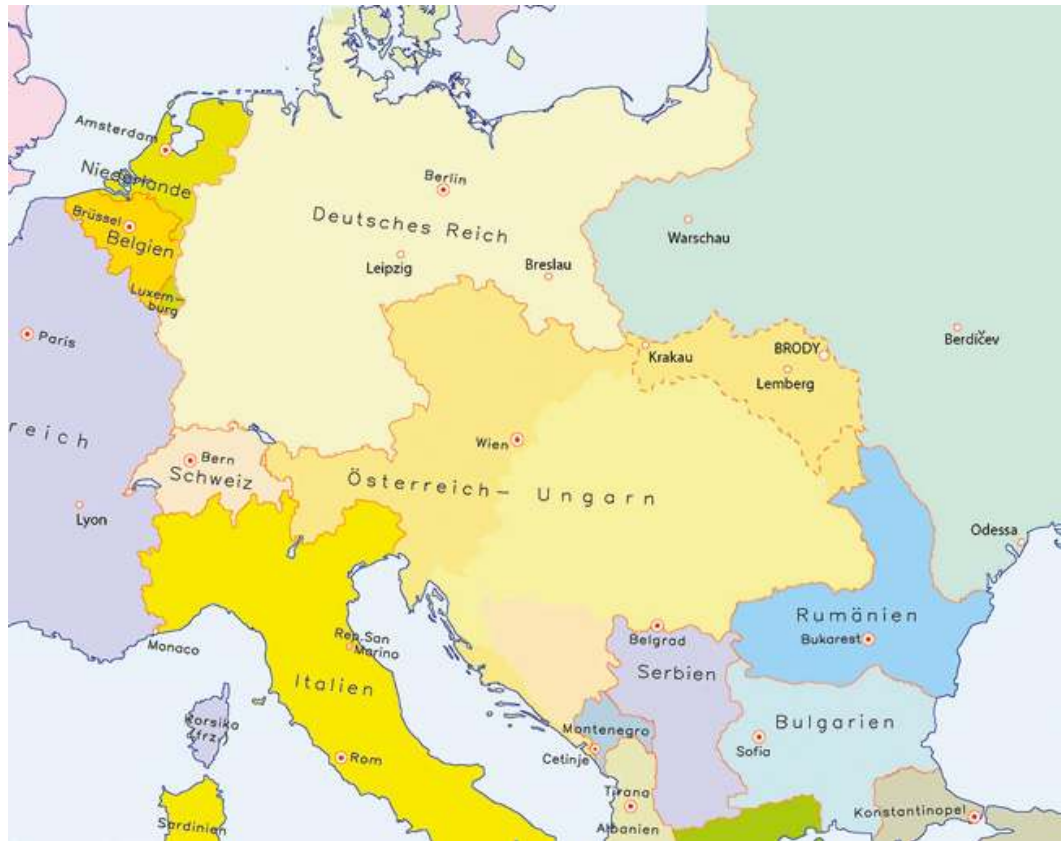 Amsterdam
Niederlande
Berlin
Deutsches Reich
Warschau
Brüssel
Belgien
Leipzig
Breslau
Luxem-
burg
Paris
Krakau
BRODY
Lemberg
Berdičev
reich
Wien
Bern
Schweiz
Österreich- Ungarn
Lyon
Odessa
Rumänien
Bukarest
Belgrad
Serbien
Monaco
Rep.San
Marino
Italien
Korsika
(frz.)
Montenegro
Cetinje
Bulgarien
Sofia
Rom
Tirana
Albanien
Sardinien
Konstantinopel